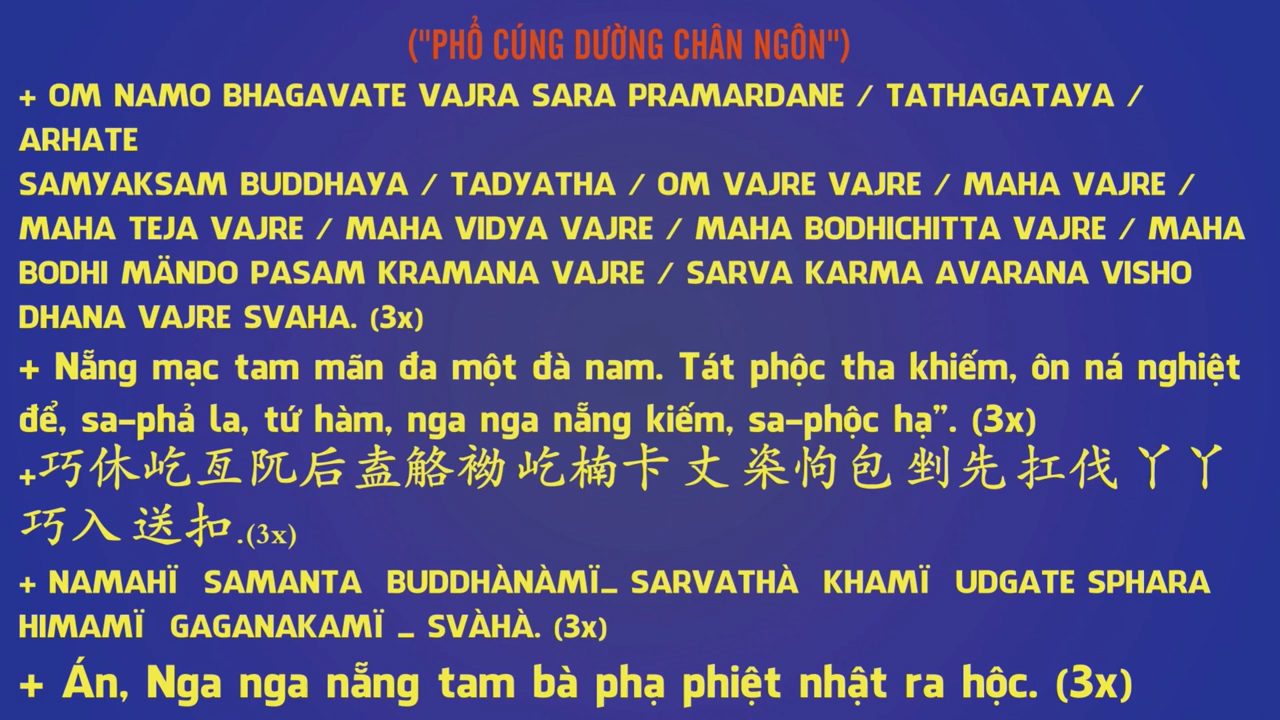 ("PHỔ CÚNG DƯỜNG CHÂN NGÔN")
+ OM NAMO BHAGAVATE VAJRA SARA PRAMARDANE / TATHAGATAYA /
ARHATE
SAMYAKSAM BUDDHAYA / TADYATHA / OM VAJRE VAJRE / MAHA VAJRE /
MAHA TEJA VAJRE / MAHA VIDYA VAJRE / MAHA BODHICHITTA VAJRE / MAHA
BODHI MÄNDO PASAM KRAMANA VAJRE / SARVA KARMA AVARANA VISHO
DHANA VAJRE SVAHA. (3x)
+ Nẵng mạc tam mãn đa một đà nam. Tát phộc tha khiếm, ôn ná nghiệt
để, sa-phả la, tứ hàm, nga nga nẵng kiếm, sa-phộc hạ”. (3x)
+巧休屹亙阬后盍觡袎屹楠卡丈姿恦包剉先扛伐丫丫
巧入送扣.(3x)
+ NAMAHÏ SAMANTA BUDDHÀNÀMÏ_ SARVATHÀ KHAMÏ UDGATE SPHARA
HIMAMÏ GAGANAKAMÏ _ SVÀHÀ. (3x)
+ Án, Nga nga nẵng tam bà phạ phiệt nhật ra hộc. (3x)